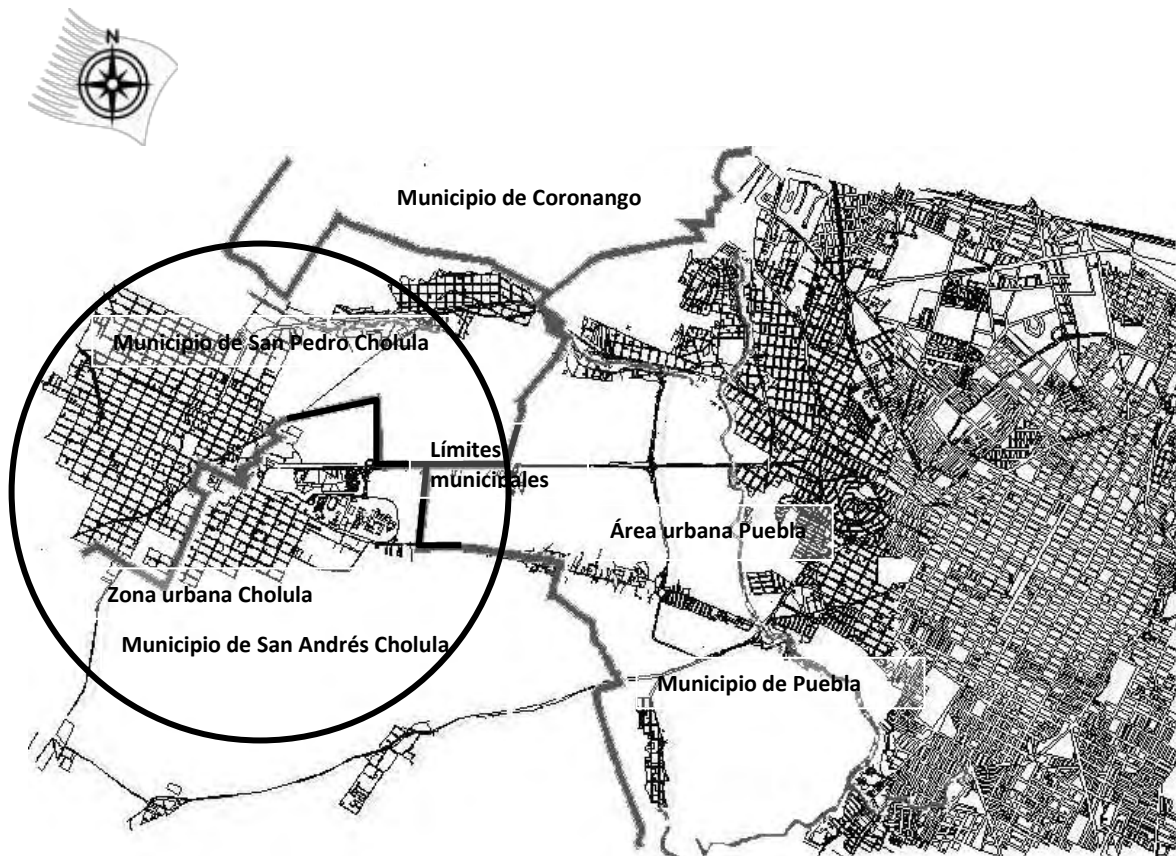 N
Municipio de Coronango
Municipio de San Pedro Cholula
Límites
municipales
Área urbana Puebla
Zona urbana Cholula
Municipio de San Andrés Cholula
Municipio de Puebla